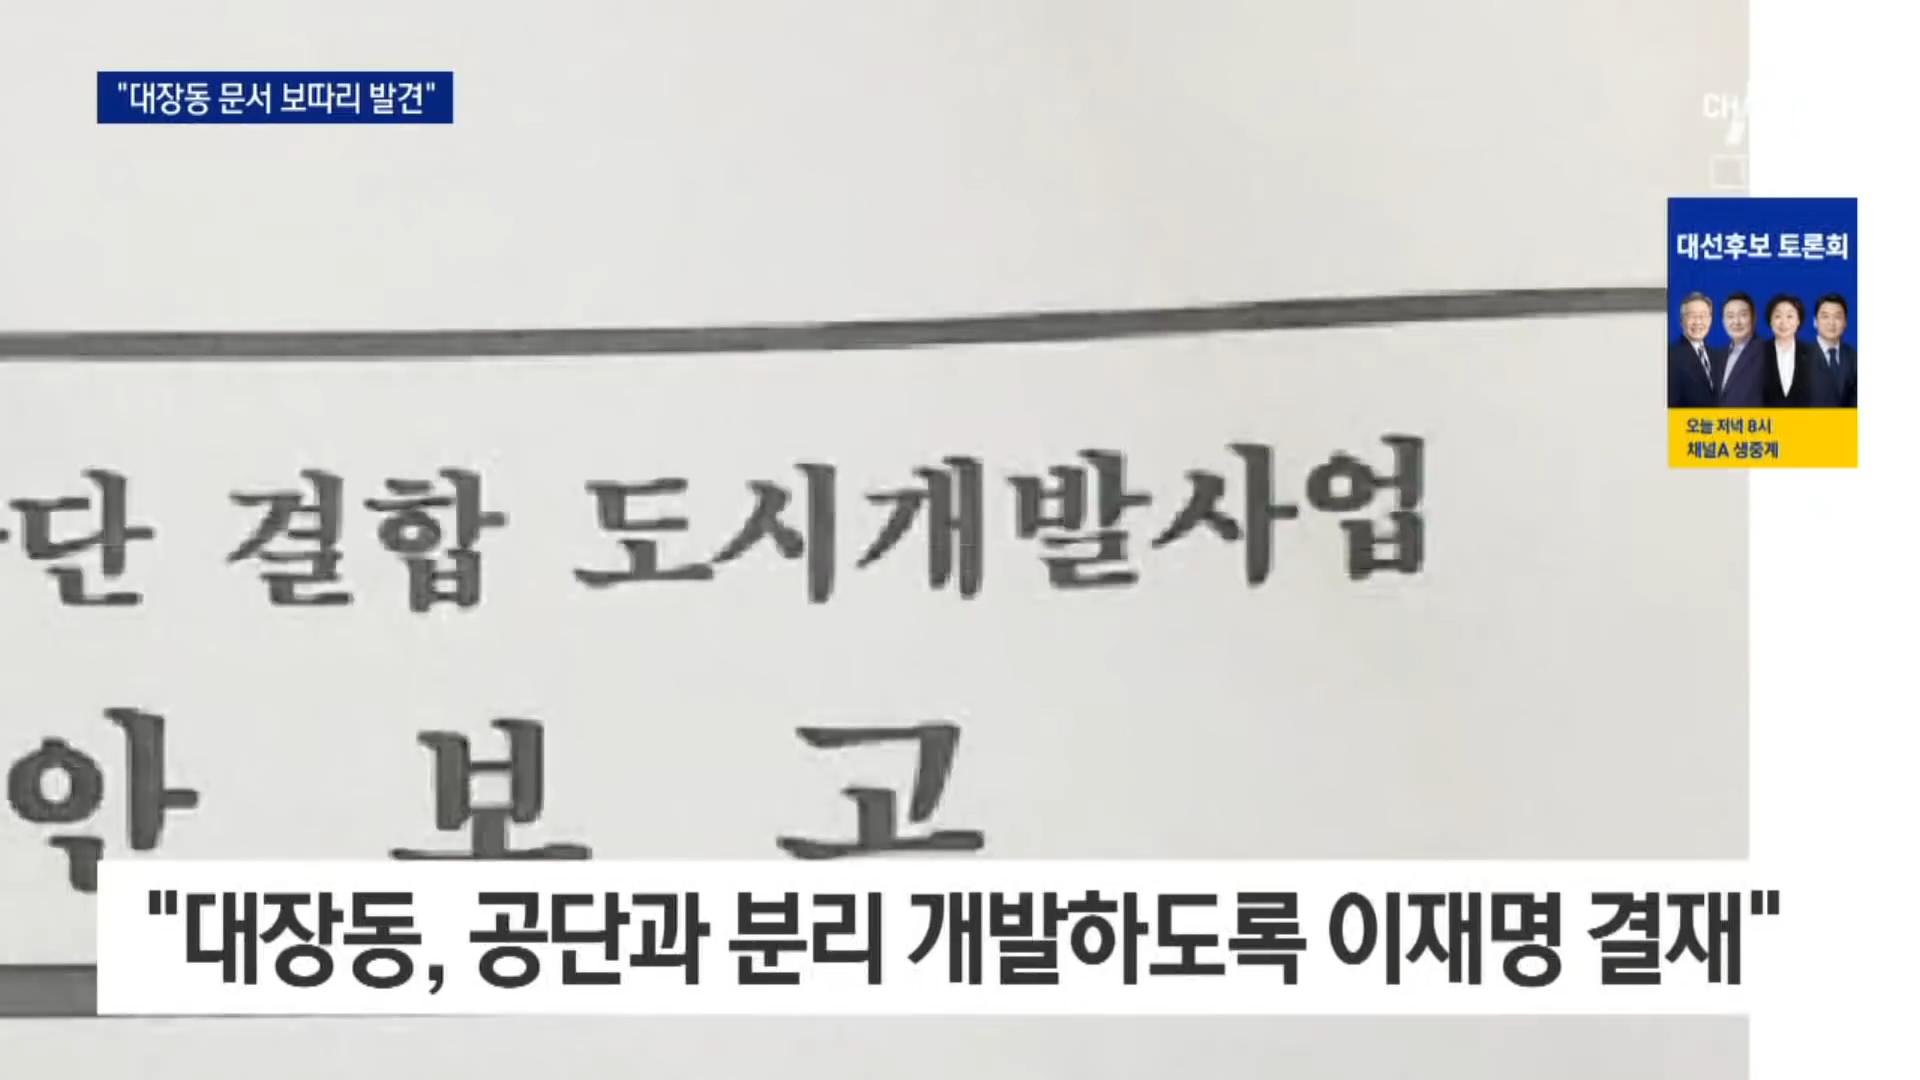 "대장동 문서 보따리 발견"
CHA
대선후보 토론회
오늘 저녁 8시
채널A 생중계
단 결합 도시개발사업
안 보고
"대장동, 공단과 분리 개발하도록 이재명 결재"